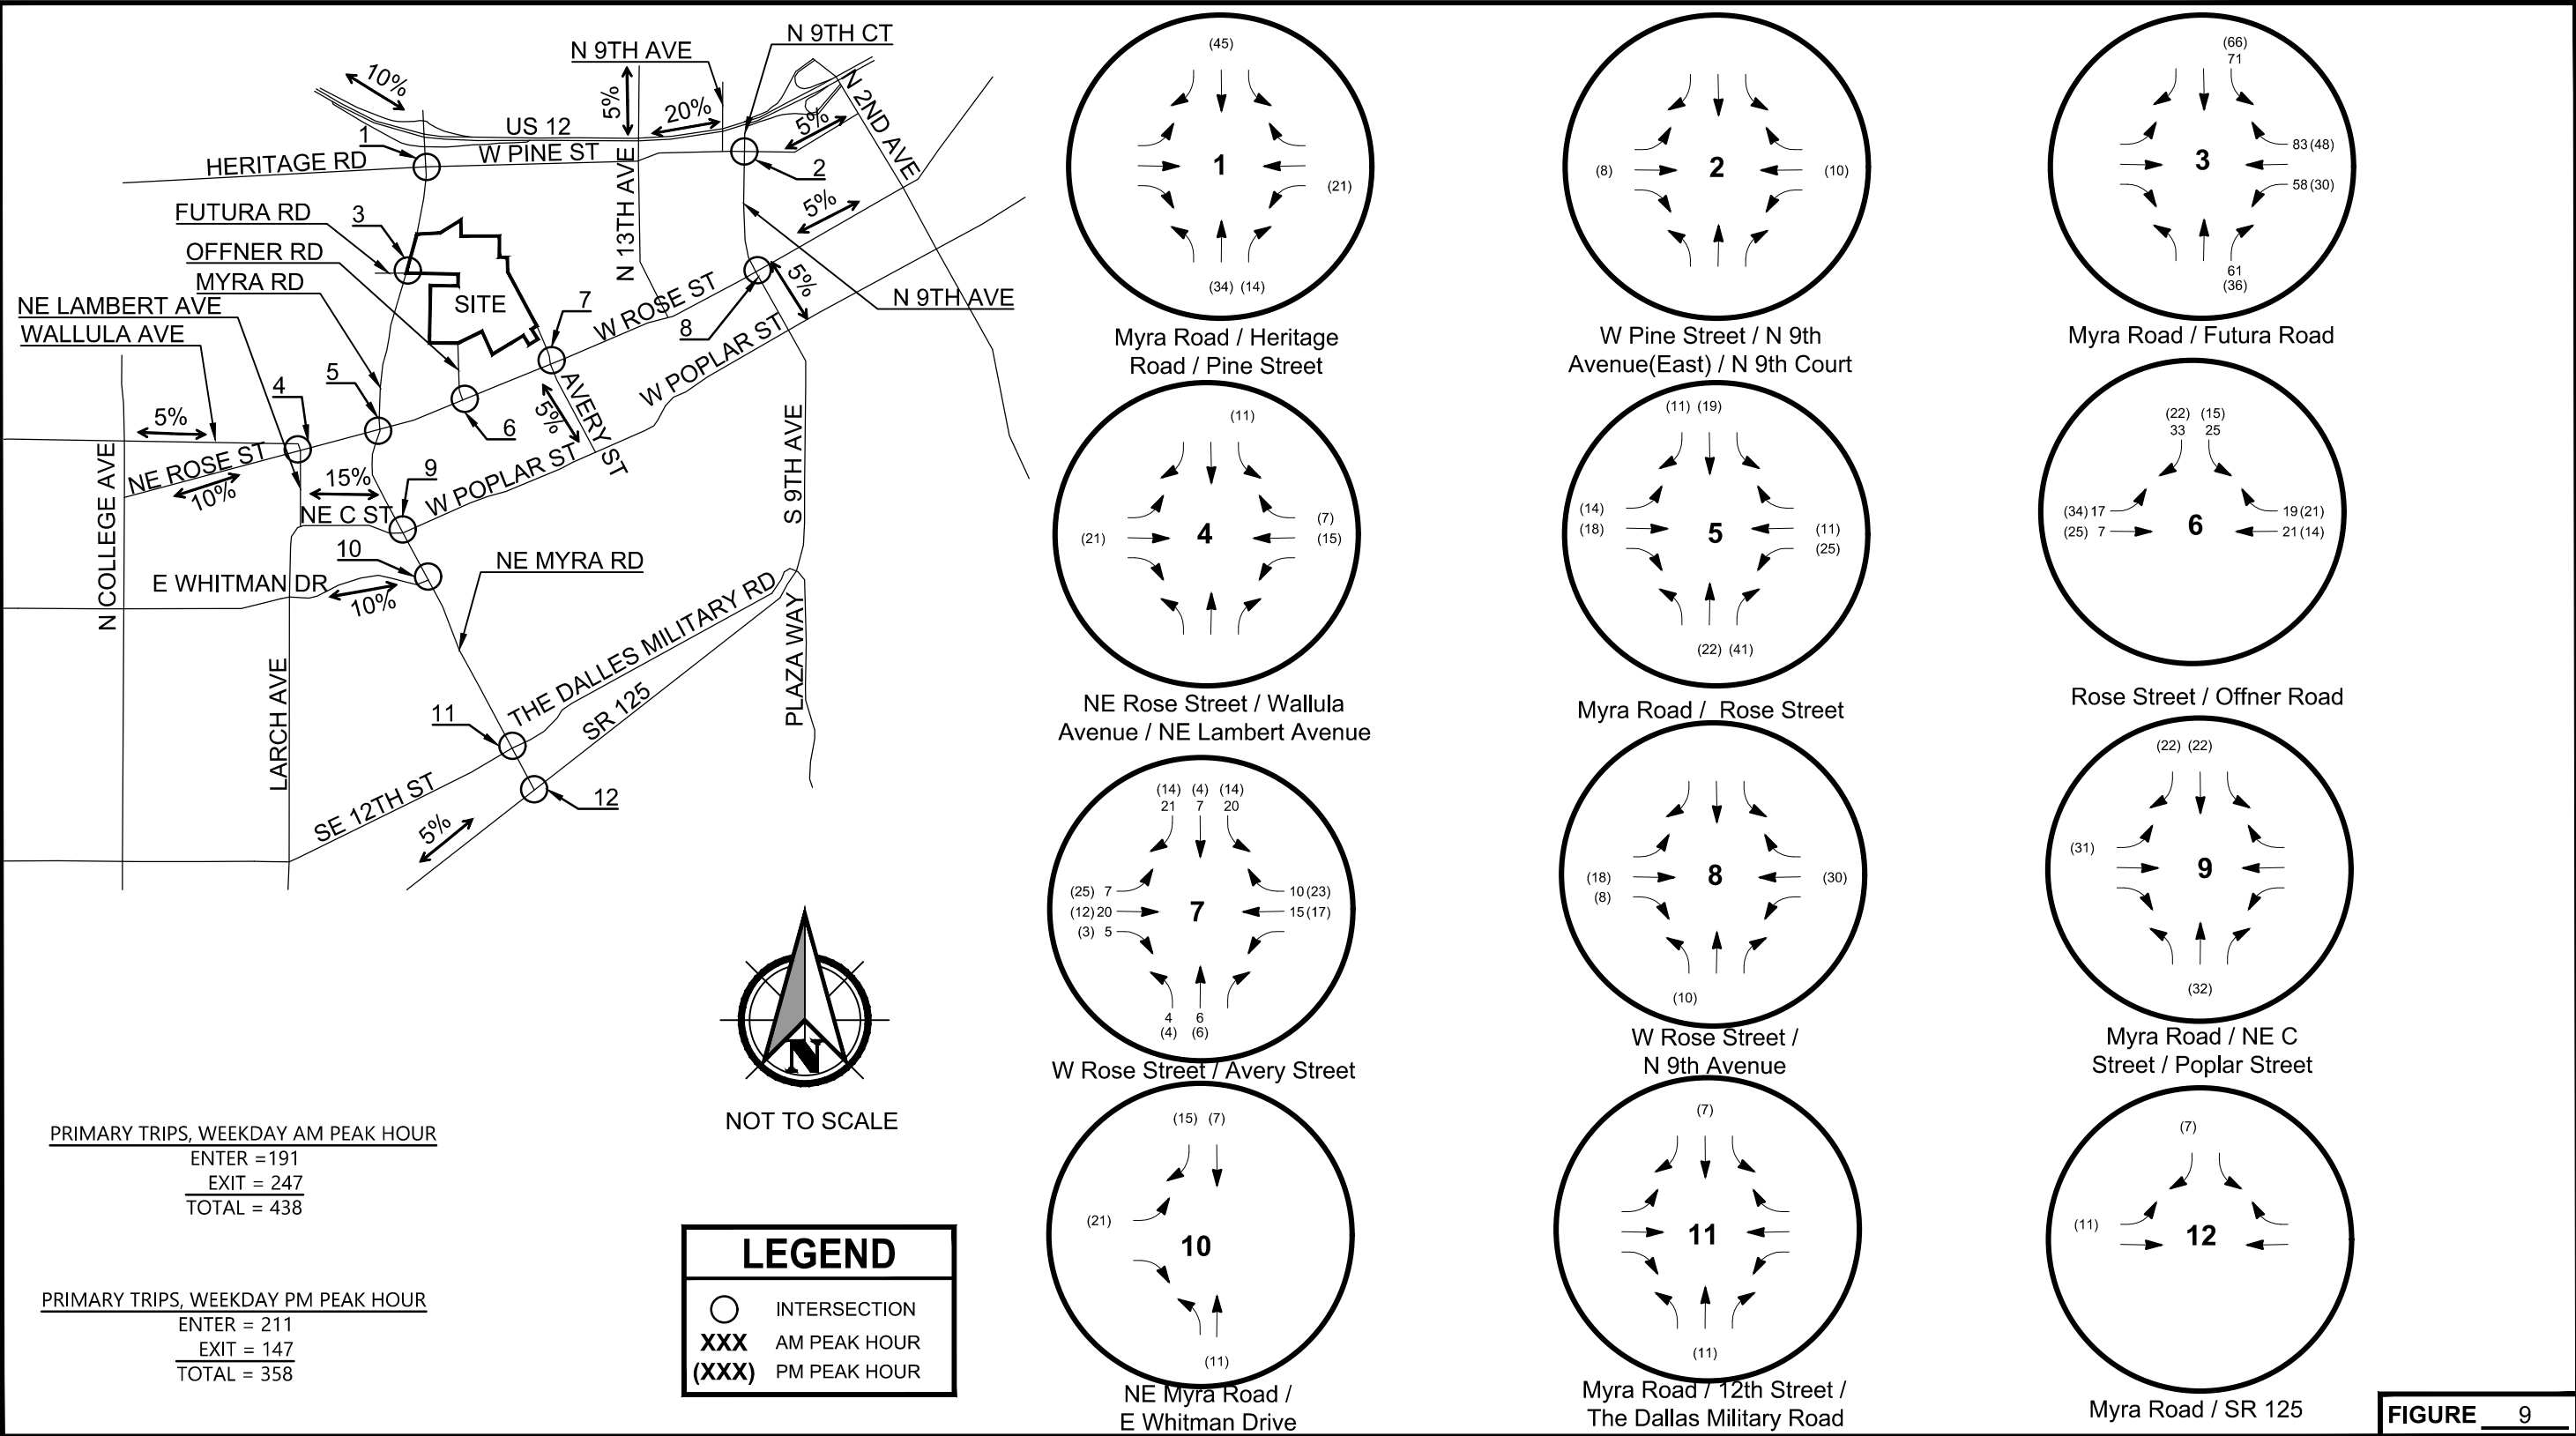 N 9TH CT
N 9TH AVE
10%
5%
20%
N 2ND AVE
5%
1
US 12
HERITAGE RD
W PINE ST
2
N 13TH AVE
5%
FUTURA RD
3
OFFNER RD
MYRA RD
SITE
5%
NE LAMBERT AVE
7
W ROSE ST
N 9TH AVE
WALLULA AVE
8
5
4
AVERY ST
W POPLAR ST
5%
5%
6
NE ROSE ST
10%
15%
9
W POPLAR ST
S 9TH AVE
NE C ST
N COLLEGE AVE
10
NE MYRA RD
E WHITMAN DR
10%
THE DALLES MILITARY RD
PLAZA WAY
LARCH AVE
SR 125
11
SE 12TH ST
12
5%
N
NOT TO SCALE
PRIMARY TRIPS, WEEKDAY AM PEAK HOUR
ENTER =191
EXIT = 247
TOTAL = 438
PRIMARY TRIPS, WEEKDAY PM PEAK HOUR
ENTER = 211
EXIT = 147
TOTAL = 358
LEGEND
INTERSECTION
XXX AM PEAK HOUR
(XXX) PM PEAK HOUR
(45)
1
(21)
(34) (14)
Myra Road / Heritage
Road / Pine Street
(8) 2 (10)
W Pine Street / N 9th
Avenue(East) / N 9th Court
(66)
71
83 (48)
3
58 (30)
61
(36)
Myra Road / Futura Road
(11)
(7)
(21) 4 (15)
NE Rose Street / Wallula
Avenue / NE Lambert Avenue
(11) (19)
(14)
(18) 5 (11)
(25)
(22) (41)
Myra Road / Rose Street
(22) (15)
33 25
(34) 17 19 (21)
(25) 7 6 21 (14)
Rose Street / Offner Road
(14) (4) (14)
21 7 20
(25) 7 10 (23)
(12) 20 7 15 (17)
(3) 5
4 6
(4) (6)
W Rose Street / Avery Street
(18) 8 (30)
(8)
(10)
W Rose Street /
N 9th Avenue
(22) (22)
(31)
9
(32)
Myra Road / NE C
Street / Poplar Street
(15) (7)
(21)
10
(11)
NE Myra Road /
E Whitman Drive
(7)
11
(11)
Myra Road / 12th Street /
The Dallas Military Road
(7)
(11)
12
Myra Road / SR 125
FIGURE 9